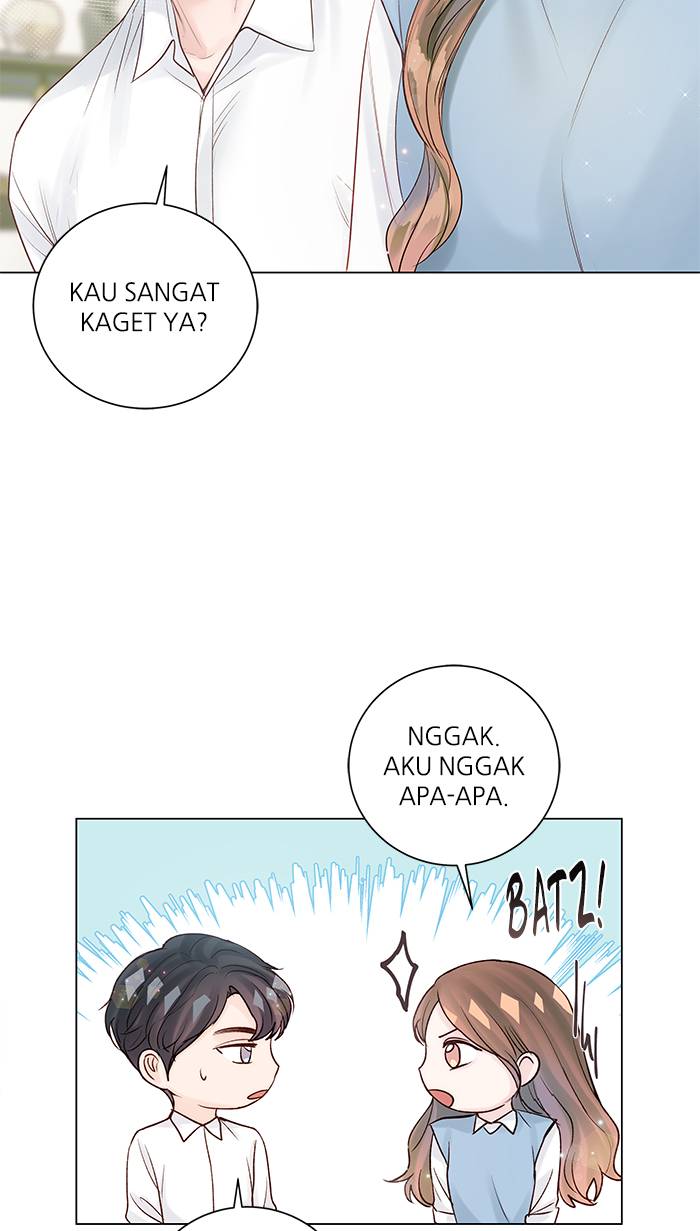 KAU SANGAT
KAGET YA?
NGGAK.
AKU NGGAK
APA-APA.
BATZ!